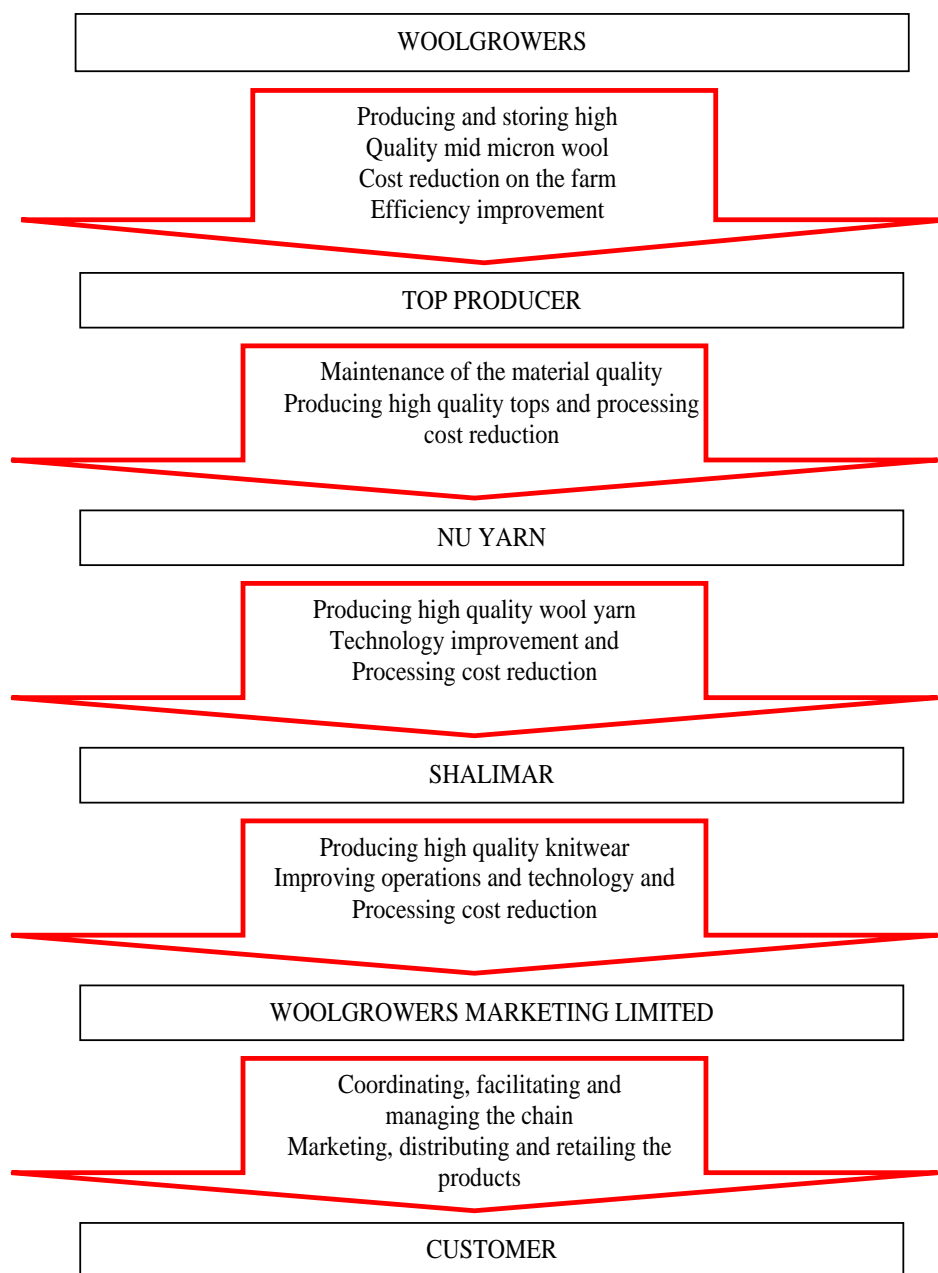 WOOLGROWERS
Producing and storing high
Quality mid micron wool
Cost reduction on the farm
Efficiency improvement
TOP PRODUCER
Maintenance of the material quality
Producing high quality tops and processing
cost reduction
NU YARN
Producing high quality wool yarn
Technology improvement and
Processing cost reduction
SHALIMAR
Producing high quality knitwear
Improving operations and technology and
Processing cost reduction
WOOLGROWERS MARKETING LIMITED
Coordinating, facilitating and
managing the chain
Marketing, distributing and retailing the
products
CUSTOMER